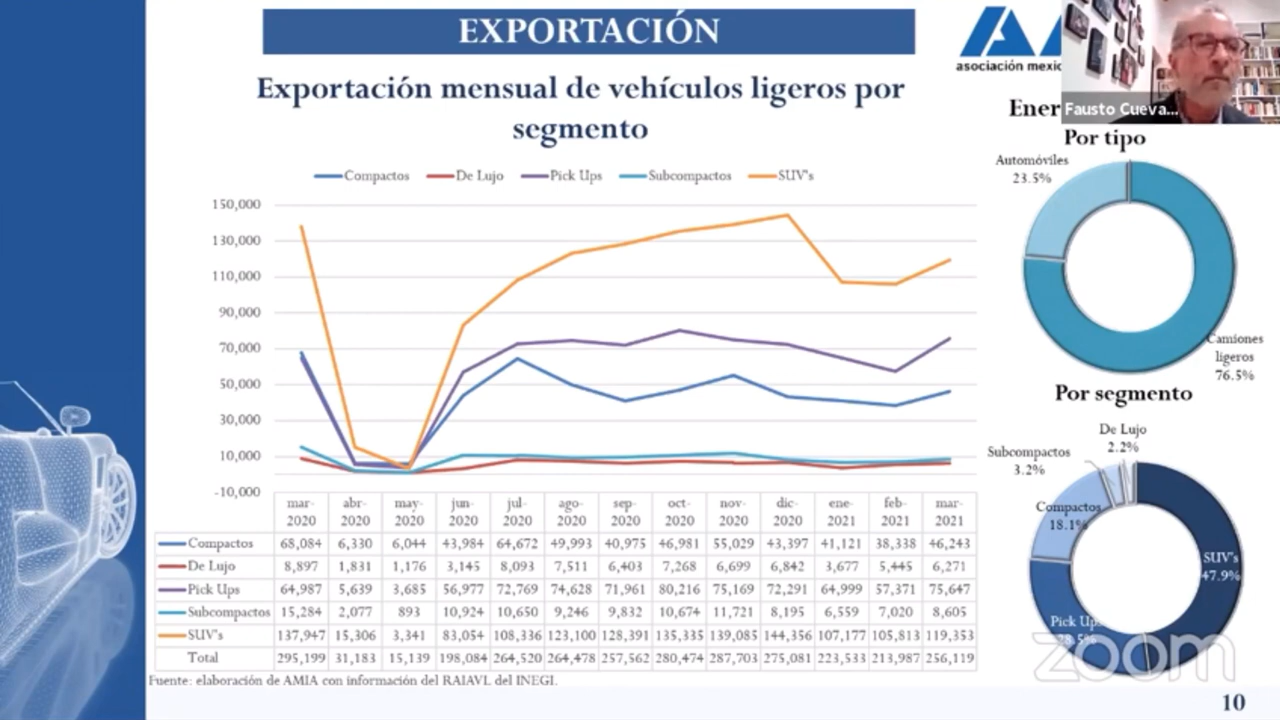 EXPORTACIÓN
Exportación mensual de vehículos ligeros por
segmento
Compactos De Lujo Pick Ups Subcompactos SUV's
150,000
130,000
110,000
90,000
70,000
50,000
30,000
10,000
-10,000
mar- abr- may- jun- jul- ago- sep- oct- nov- dic- ene- feb- mar-
2020 2020 2020 2020 2020 2020 2020 2020 2020 2020 2021 2021 2021
Compactos 68,084 6,330 6,044 43,984 64,672 49,993 40,975 46,981 55,029 43,397 41,121 38,338 46,243
De Lujo 8,897 1,831 1,176 3,145 8,093 7,511 6,403 7,268 6,699 6,842 3,677 5,445 6,271
Pick Ups 64,987 5,639 3,685 56,977 72,769 74,628 71,961 80,216 75,169 72,291 64,999 57,371 75,647
Subcompactos 15,284 2,077 893 10,924 10,650 9,246 9,832 10,674 11,721 8,195 6,559 7,020 8,605
SUV's 137,947 15,306 3,341 83,054 108,336 123,100 128,391 135,335 139,085 144,356 107,177 105,813 119,353
Total 295,199 31,183 15,139 198,084 264,520 264,478 257,562 280,474 287,703 275,081 223,533 213,987 256,119
Fuente: elaboración de AMIA con información del RAIAVL del INEGI.
asociación mexic
Fausto Cueva...
Ener
Por tipo
Automóviles
23.5%
Camiones
ligeros
76.5%
Por segmento
De Lujo
2.2%
Subcompactos
3.2%
Compactos
18.1%
SUV's
47.9%
Pick Up
28.5%
zoom
10